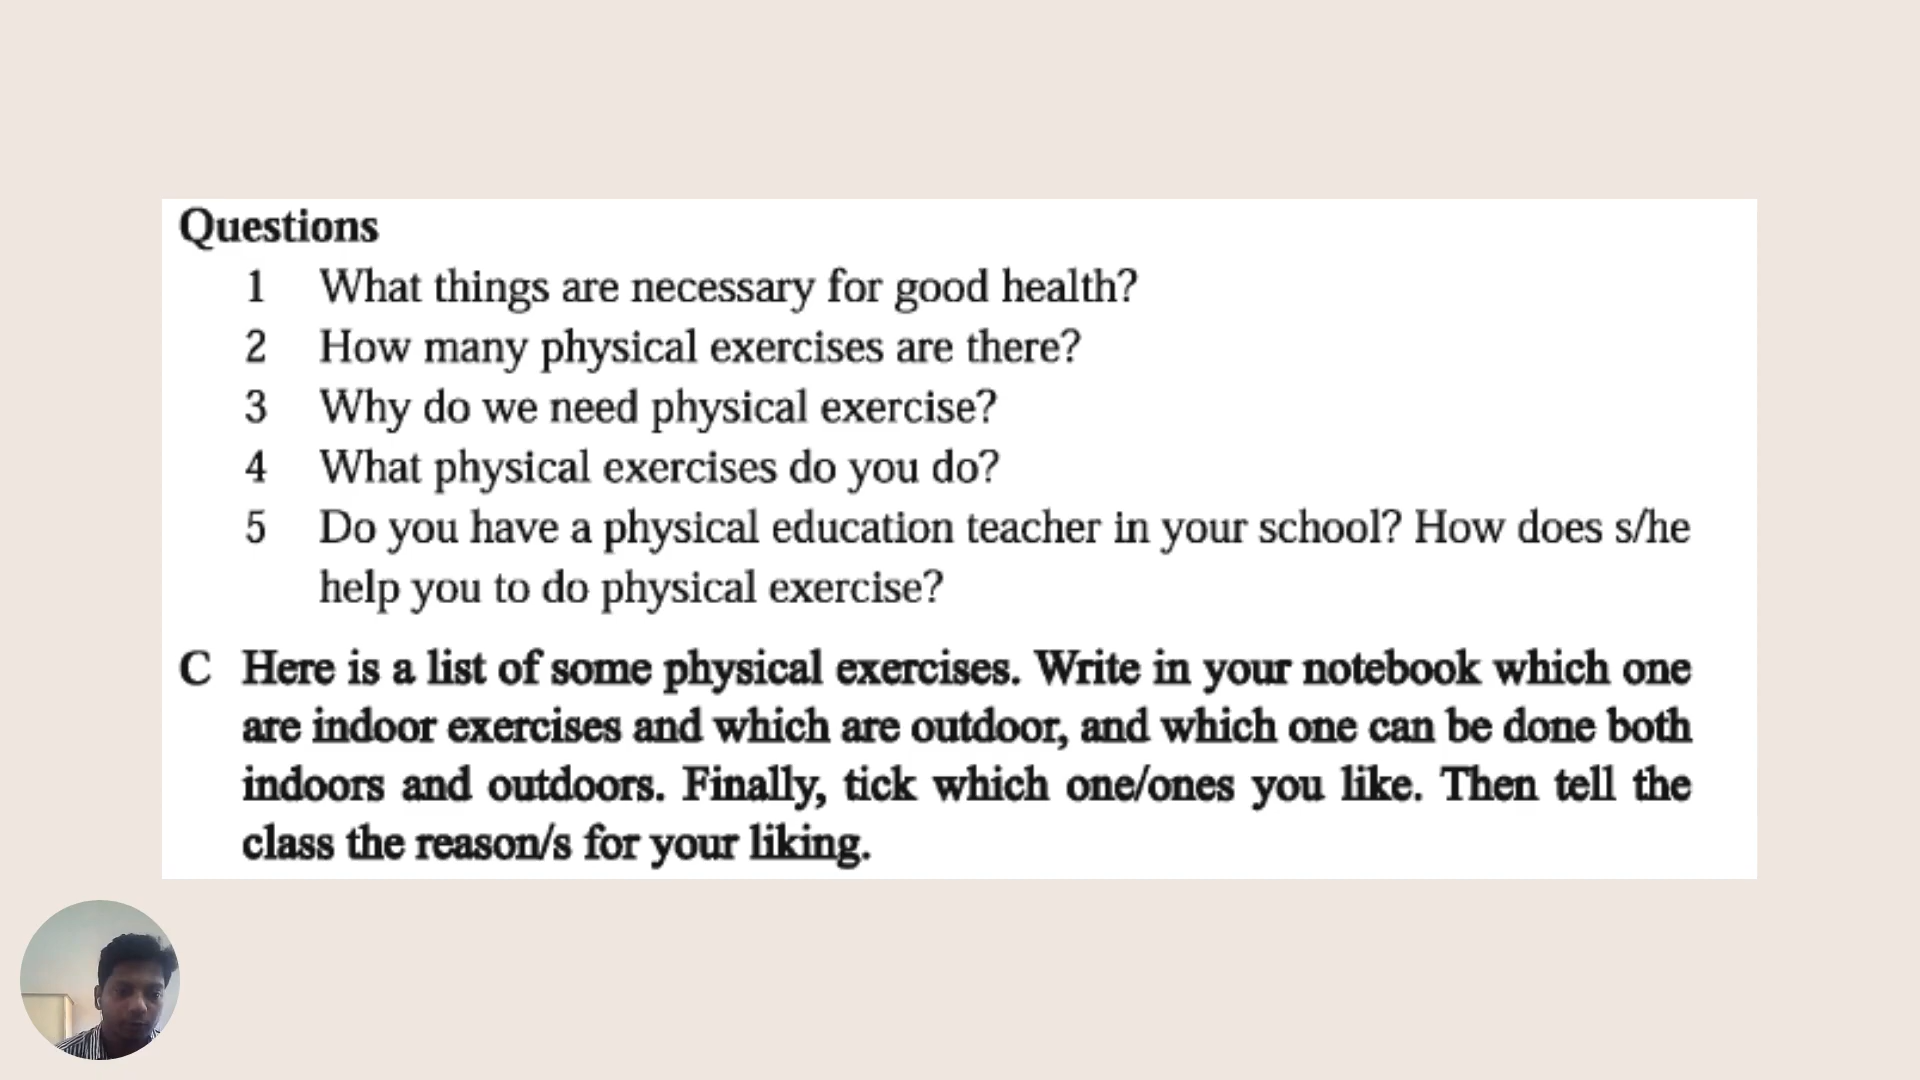 Questions
1 What things are necessary for good health?
2 How many physical exercises are there?
3 Why do we need physical exercise?
4 What physical exercises do you do?
5 Do you have a physical education teacher in your school? How does s/he
help you to do physical exercise?
C Here is a list of some physical exercises. Write in your notebook which one
are indoor exercises and which are outdoor, and which one can be done both
indoors and outdoors. Finally, tick which one/ones you like. Then tell the
class the reason/s for your liking.